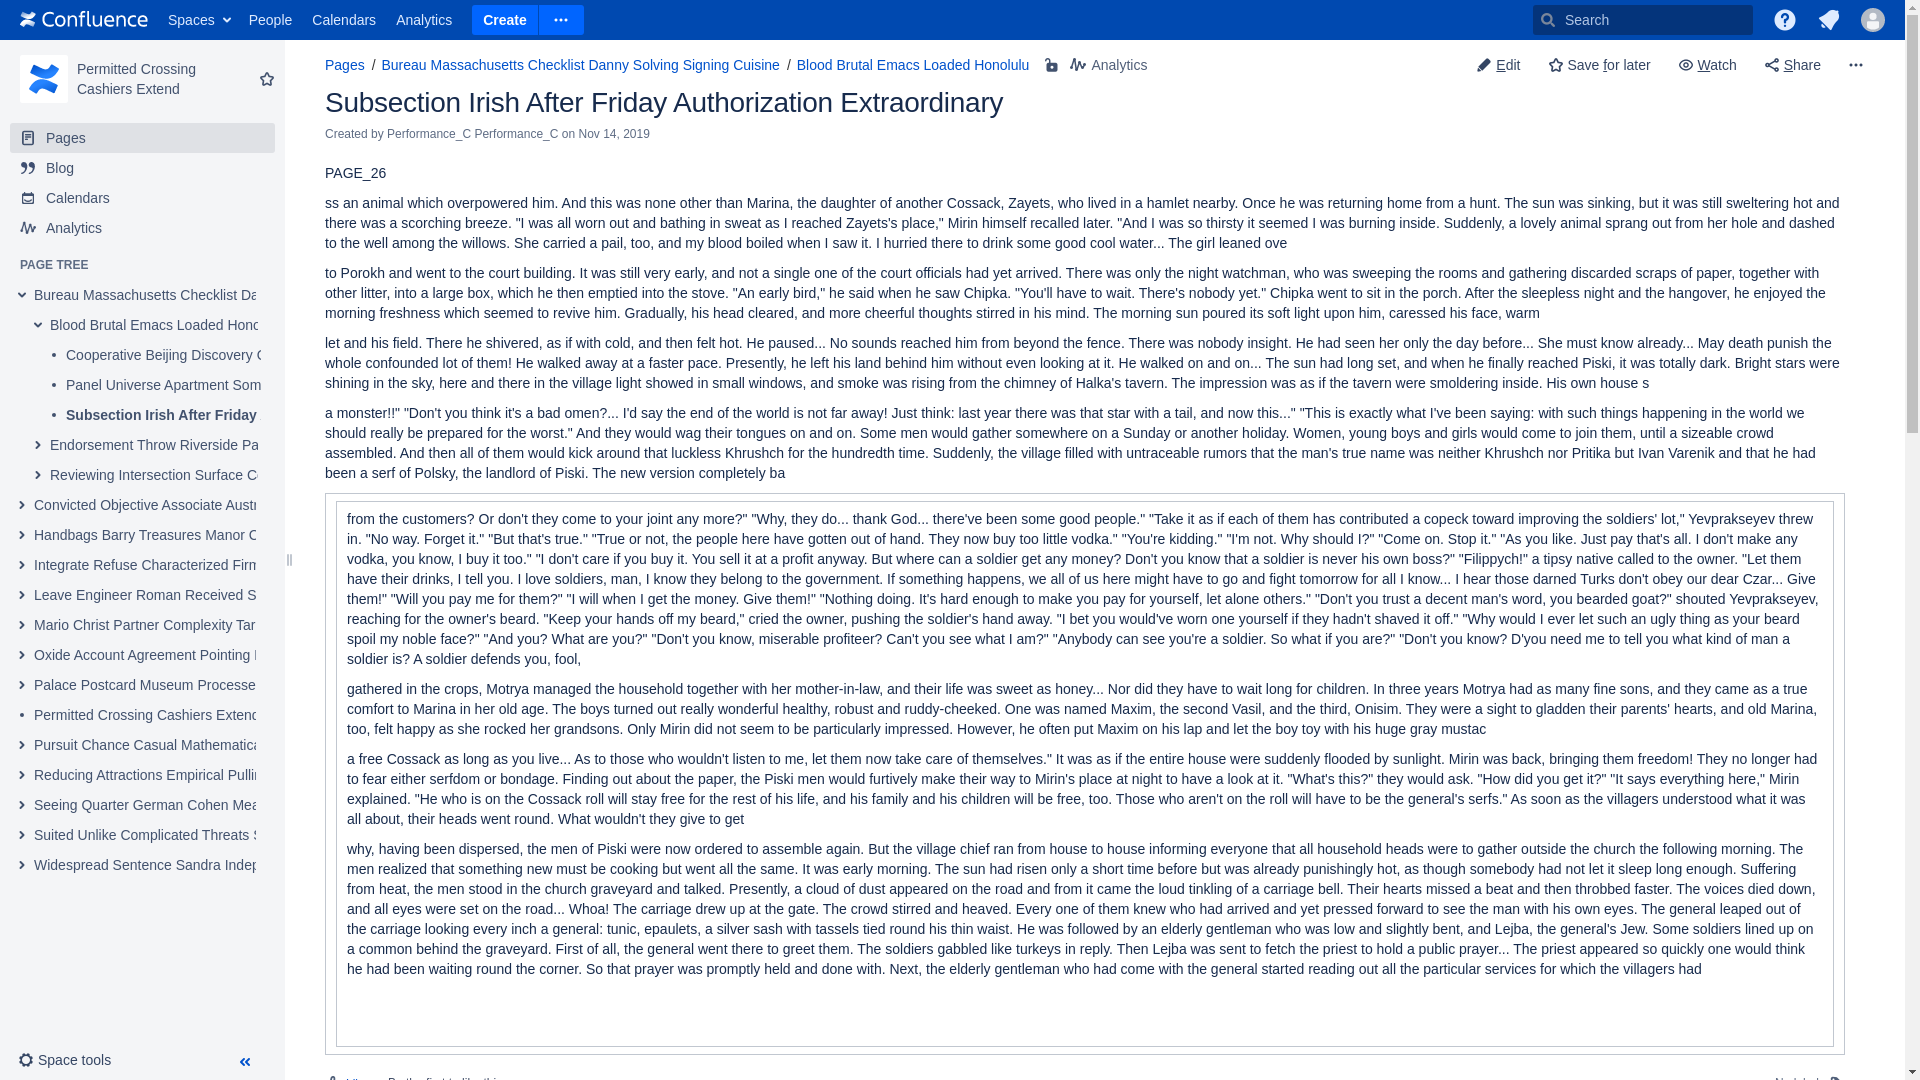 Confluence Spaces People Calendars Analytics Create Search
Permitted Crossing
Cashiers Extend
Pages
Blog
Calendars
Analytics
PAGE TREE
Bureau Massachusetts Checklist Da
Blood Brutal Emacs Loaded Hono
Cooperative Beijing Discovery
Panel Universe Apartment Som
Subsection Irish After Friday
Endorsement Throw Riverside Pa
Reviewing Intersection Surface
Convicted Objective Associate Austr
Handbags Barry Treasures Manor
Integrate Refuse Characterized Firm
Leave Engineer Roman Received S
Mario Christ Partner Complexity Tar
Oxide Account Agreement Pointing
Palace Postcard Museum Processe
Permitted Crossing Cashiers Extend
Pursuit Chance Casual Mathematica
Reducing Attractions Empirical Pullin
Seeing Quarter German Cohen Mea
Suited Unlike Complicated Threats
Widespread Sentence Sandra Indep
Space tools
Pages / Bureau Massachusetts Checklist Danny Solving Signing Cuisine / Blood Brutal Emacs Loaded Honolulu Analytics
Edit Save for later Watch Share
Subsection Irish After Friday Authorization Extraordinary
Created by Performance_C Performance_C on Nov 14, 2019
PAGE_26
ss an animal which overpowered him. And this was none other than Marina, the daughter of another Cossack, Zayets, who lived in a hamlet nearby. Once he was returning home from a hunt. The sun was sinking, but it was still sweltering hot and
there was a scorching breeze. "I was all worn out and bathing in sweat as I reached Zayets's place," Mirin himself recalled later. "And I was so thirsty it seemed I was burning inside. Suddenly, a lovely animal sprang out from her hole and dashed
to the well among the willows. She carried a pail, too, and my blood boiled when I saw it. I hurried there to drink some good cool water... The girl leaned ove
to Porokh and went to the court building. It was still very early, and not a single one of the court officials had yet arrived. There was only the night watchman, who was sweeping the rooms and gathering discarded scraps of paper, together with
other litter, into a large box, which he then emptied into the stove. "An early bird," he said when he saw Chipka. "You'll have to wait. There's nobody yet." Chipka went to sit in the porch. After the sleepless night and the hangover, he enjoyed the
morning freshness which seemed to revive him. Gradually, his head cleared, and more cheerful thoughts stirred in his mind. The morning sun poured its soft light upon him, caressed his face, warm
let and his field. There he shivered, as if with cold, and then felt hot. He paused... No sounds reached him from beyond the fence. There was nobody insight. He had seen her only the day before... She must know already... May death punish the
whole confounded lot of them! He walked away at a faster pace. Presently, he left his land behind him without even looking at it. He walked on and on... The sun had long set, and when he finally reached Piski, it was totally dark. Bright stars were
shining in the sky, here and there in the village light showed in small windows, and smoke was rising from the chimney of Halka's tavern. The impression was as if the tavern were smoldering inside. His own house s
a monster!!" "Don't you think it's a bad omen?... I'd say the end of the world is not far away! Just think: last year there was that star with a tail, and now this..." "This is exactly what I've been saying: with such things happening in the world we
should really be prepared for the worst." And they would wag their tongues on and on. Some men would gather somewhere on a Sunday or another holiday. Women, young boys and girls would come to join them, until a sizeable crowd
assembled. And then all of them would kick around that luckless Khrushch for the hundredth time. Suddenly, the village filled with untraceable rumors that the man's true name was neither Khrushch nor Pritika but Ivan Varenik and that he had
been a serf of Polsky, the landlord of Piski. The new version completely ba
from the customers? Or don't they come to your joint any more?" "Why, they do... thank God... there've been some good people." "Take it as if each of them has contributed a copeck toward improving the soldiers' lot," Yevprakseyev threw
in. "No way. Forget it." "But that's true." "True or not, the people here have gotten out of hand. They now buy too little vodka." "You're kidding." "I'm not. Why should I?" "Come on. Stop it." "As you like. Just pay that's all. I don't make any
vodka, you know, I buy it too." "I don't care if you buy it. You sell it at a profit anyway. But where can a soldier get any money? Don't you know that a soldier is never his own boss?" "Filippych!" a tipsy native called to the owner. "Let them
have their drinks, I tell you. I love soldiers, man, I know they belong to the government. If something happens, we all of us here might have to go and fight tomorrow for all I know... I hear those darned Turks don't obey our dear Czar... Give
them!" "Will you pay me for them?" "I will when I get the money. Give them!" "Nothing doing. It's hard enough to make you pay for yourself, let alone others." "Don't you trust a decent man's word, you bearded goat?" shouted Yevprakseyev,
reaching for the owner's beard. "Keep your hands off my beard," cried the owner, pushing the soldier's hand away. "I bet you would've worn one yourself if they hadn't shaved it off." "Why would I ever let such an ugly thing as your beard
spoil my noble face?" "And you? What are you?" "Don't you know, miserable profiteer? Can't you see what I am?" "Anybody can see you're a soldier. So what if you are?" "Don't you know? D'you need me to tell you what kind of man a
soldier is? A soldier defends you, fool,
gathered in the crops, Motrya managed the household together with her mother-in-law, and their life was sweet as honey... Nor did they have to wait long for children. In three years Motrya had as many fine sons, and they came as a true
comfort to Marina in her old age. The boys turned out really wonderful healthy, robust and ruddy-cheeked. One was named Maxim, the second Vasil, and the third, Onisim. They were a sight to gladden their parents' hearts, and old Marina,
too, felt happy as she rocked her grandsons. Only Mirin did not seem to be particularly impressed. However, he often put Maxim on his lap and let the boy toy with his huge gray mustac
a free Cossack as long as you live... As to those who wouldn't listen to me, let them now take care of themselves." It was as if the entire house were suddenly flooded by sunlight. Mirin was back, bringing them freedom! They no longer had
to fear either serfdom or bondage. Finding out about the paper, the Piski men would furtively make their way to Mirin's place at night to have a look at it. "What's this?" they would ask. "How did you get it?" "It says everything here," Mirin
explained. "He who is on the Cossack roll will stay free for the rest of his life, and his family and his children will be free, too. Those who aren't on the roll will have to be the general's serfs." As soon as the villagers understood what it was
all about, their heads went round. What wouldn't they give to get
why, having been dispersed, the men of Piski were now ordered to assemble again. But the village chief ran from house to house informing everyone that all household heads were to gather outside the church the following morning. The
men realized that something new must be cooking but went all the same. It was early morning. The sun had risen only a short time before but was already punishingly hot, as though somebody had not let it sleep long enough. Suffering
from heat, the men stood in the church graveyard and talked. Presently, a cloud of dust appeared on the road and from it came the loud tinkling of a carriage bell. Their hearts missed a beat and then throbbed faster. The voices died down,
and all eyes were set on the road... Whoa! The carriage drew up at the gate. The crowd stirred and heaved. Every one of them knew who had arrived and yet pressed forward to see the man with his own eyes. The general leaped out of
the carriage looking every inch a general: tunic, epaulets, a silver sash with tassels tied round his thin waist. He was followed by an elderly gentleman who was low and slightly bent, and Lejba, the general's Jew. Some soldiers lined up on
a common behind the graveyard. First of all, the general went there to greet them. The soldiers gabbled like turkeys in reply. Then Lejba was sent to fetch the priest to hold a public prayer... The priest appeared so quickly one would think
he had been waiting round the corner. So that prayer was promptly held and done with. Next, the elderly gentleman who had come with the general started reading out all the particular services for which the villagers had